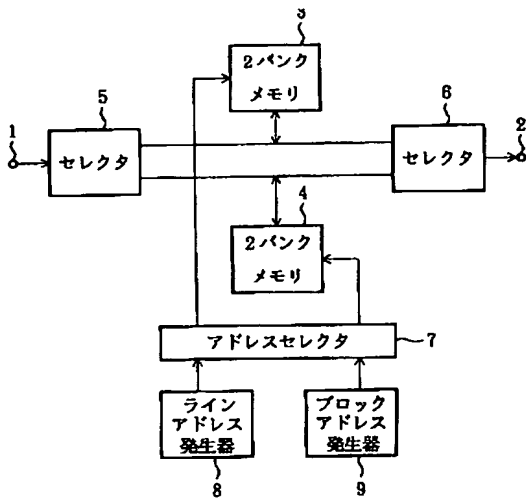 3
2バンク
メモリ
5
セレクタ
1
6
セレクタ
2
4
2バンク
メモリ
アドレスセレクタ
7
ライン
アドレス
発生器
8
ブロック
アドレス
発生器
9